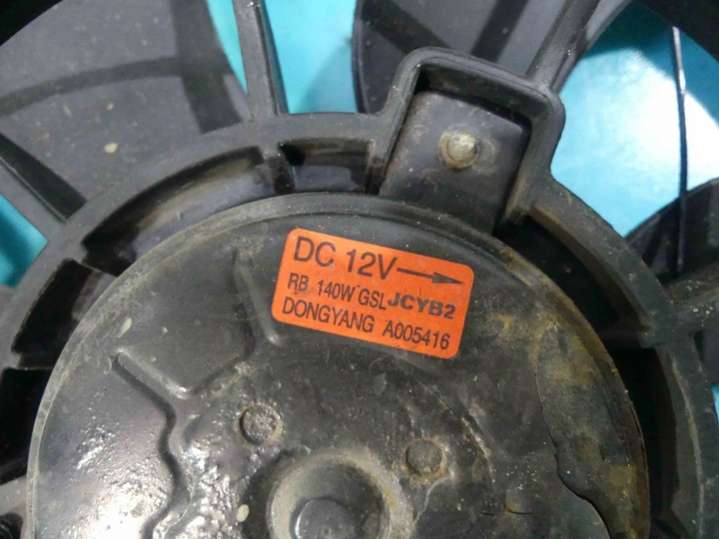 DC 12V→
RB 140W GSL JCYB2
DONGYANG A005416